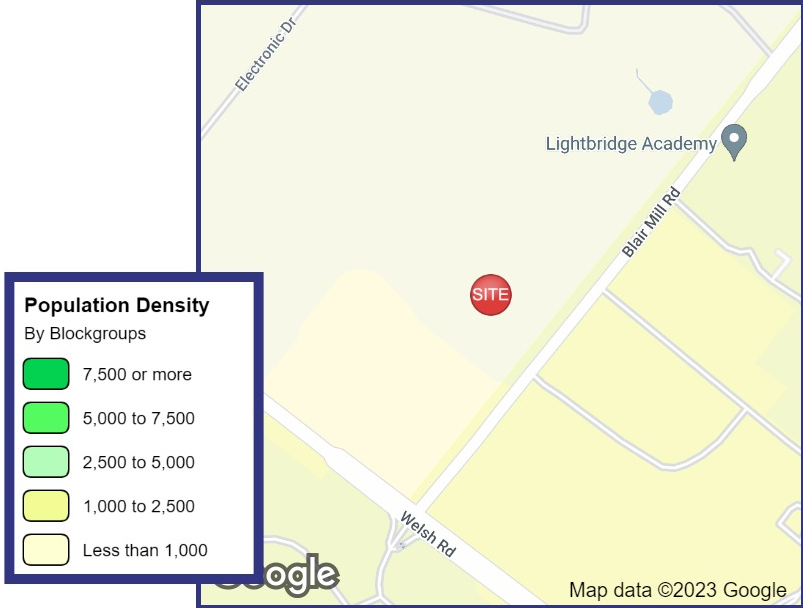 Electronic Dr
Lightbridge Academy
Blair Mill Rd
SITE
Population Density
By Blockgroups
7,500 or more
5,000 to 7,500
2,500 to 5,000
1,000 to 2,500
Less than 1,000
Welsh Rd
Google
Map data ©2023 Google